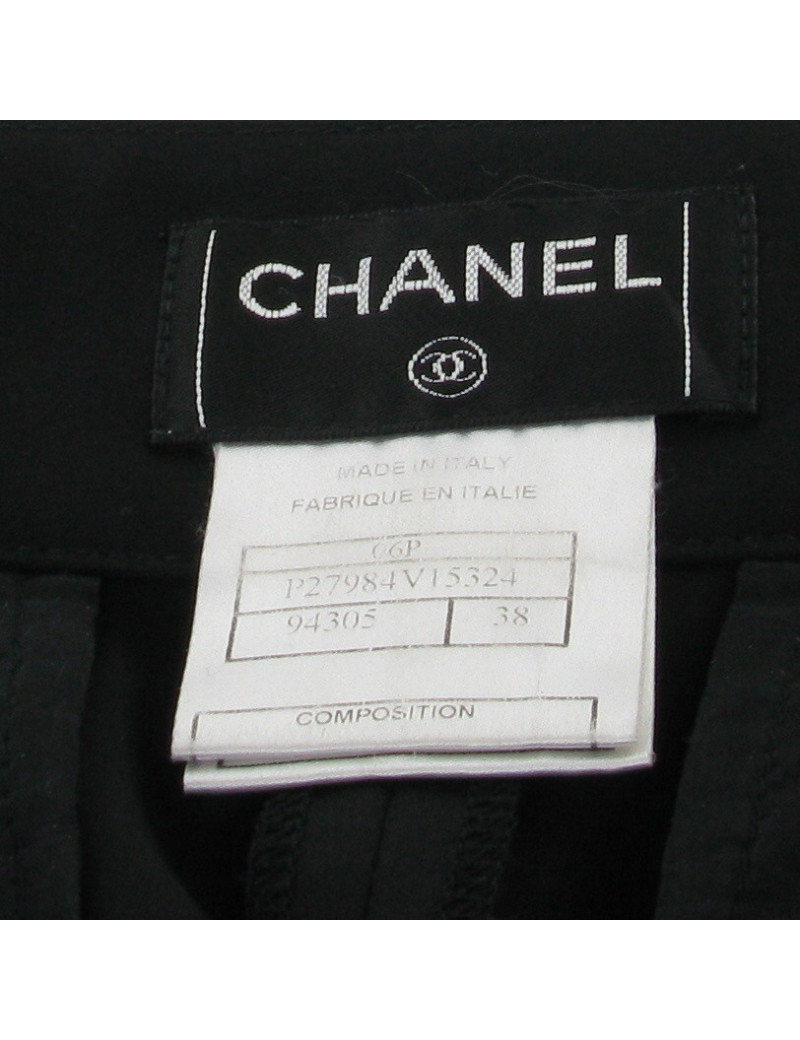 CHANEL
MADE IN ITALY
FABRIQUE EN ITALIE
06P
P27984V15324
94305 38
COMPOSITION